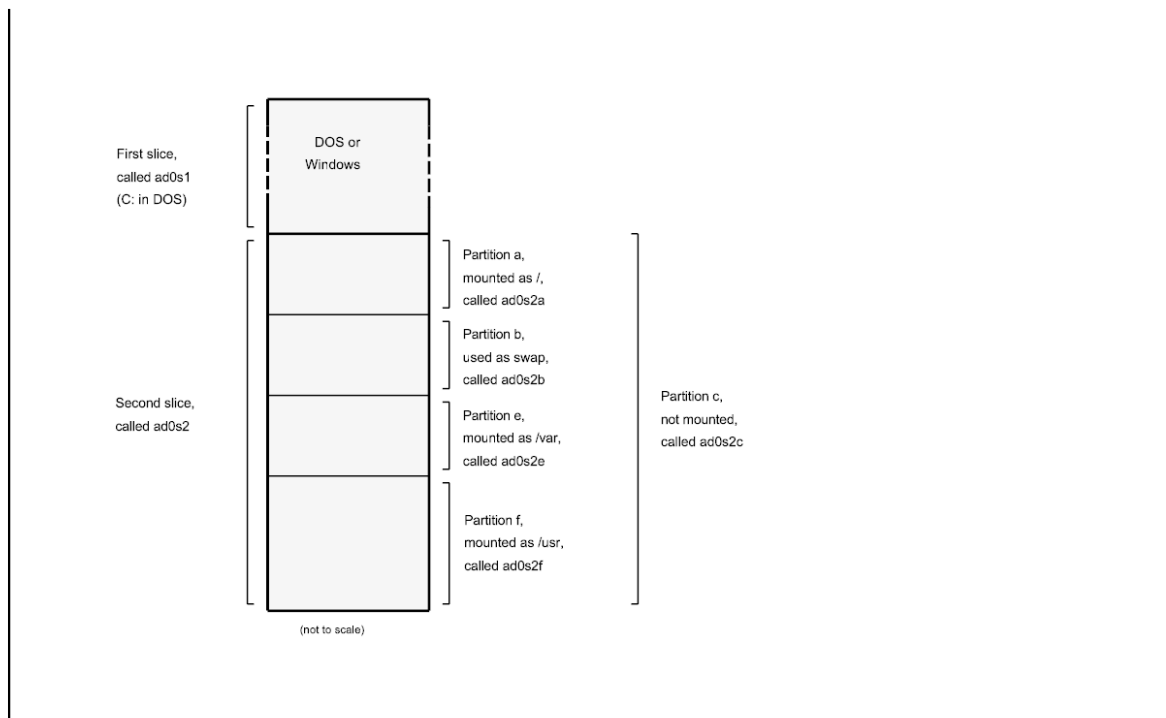 DOS or
Windows
First slice,
called ad0s1
(C: in DOS)
Partition a,
mounted as /,
called ad0s2a
Partition b,
used as swap,
called ad0s2b
Second slice,
called ad0s2
Partition e,
mounted as /var,
called ad0s2e
Partition c,
not mounted,
called ad0s2c
Partition f,
mounted as /usr,
called ad0s2f
(not to scale)